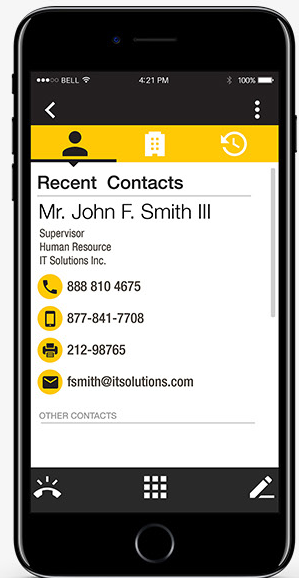 BELL 4:21 PM 100%
Recent Contacts
Mr. John F. Smith III
Supervisor
Human Resource
IT Solutions Inc.
888 810 4675
877-841-7708
212-98765
fsmith@itsolutions.com
OTHER CONTACTS